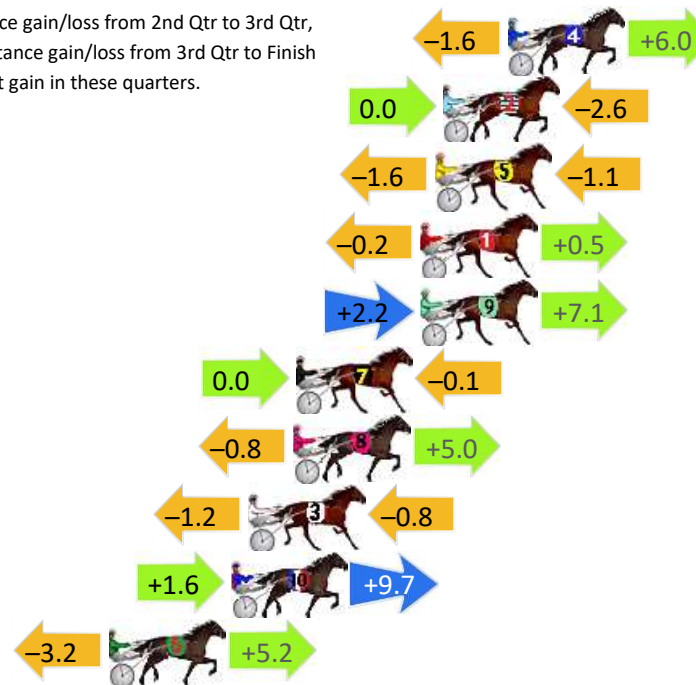 ce gain/loss from 2nd Qtr to 3rd Qtr,
tance gain/loss from 3rd Qtr to Finish
t gain in these quarters.
–1.6 4 +6.0
0.0 –2.6
–1.6 5 –1.1
–0.2 1 +0.5
+2.2 9 +7.1
0.0 7 –0.1
–0.8 8 +5.0
–1.2 3 –0.8
+1.6 10 +9.7
–3.2 6 +5.2